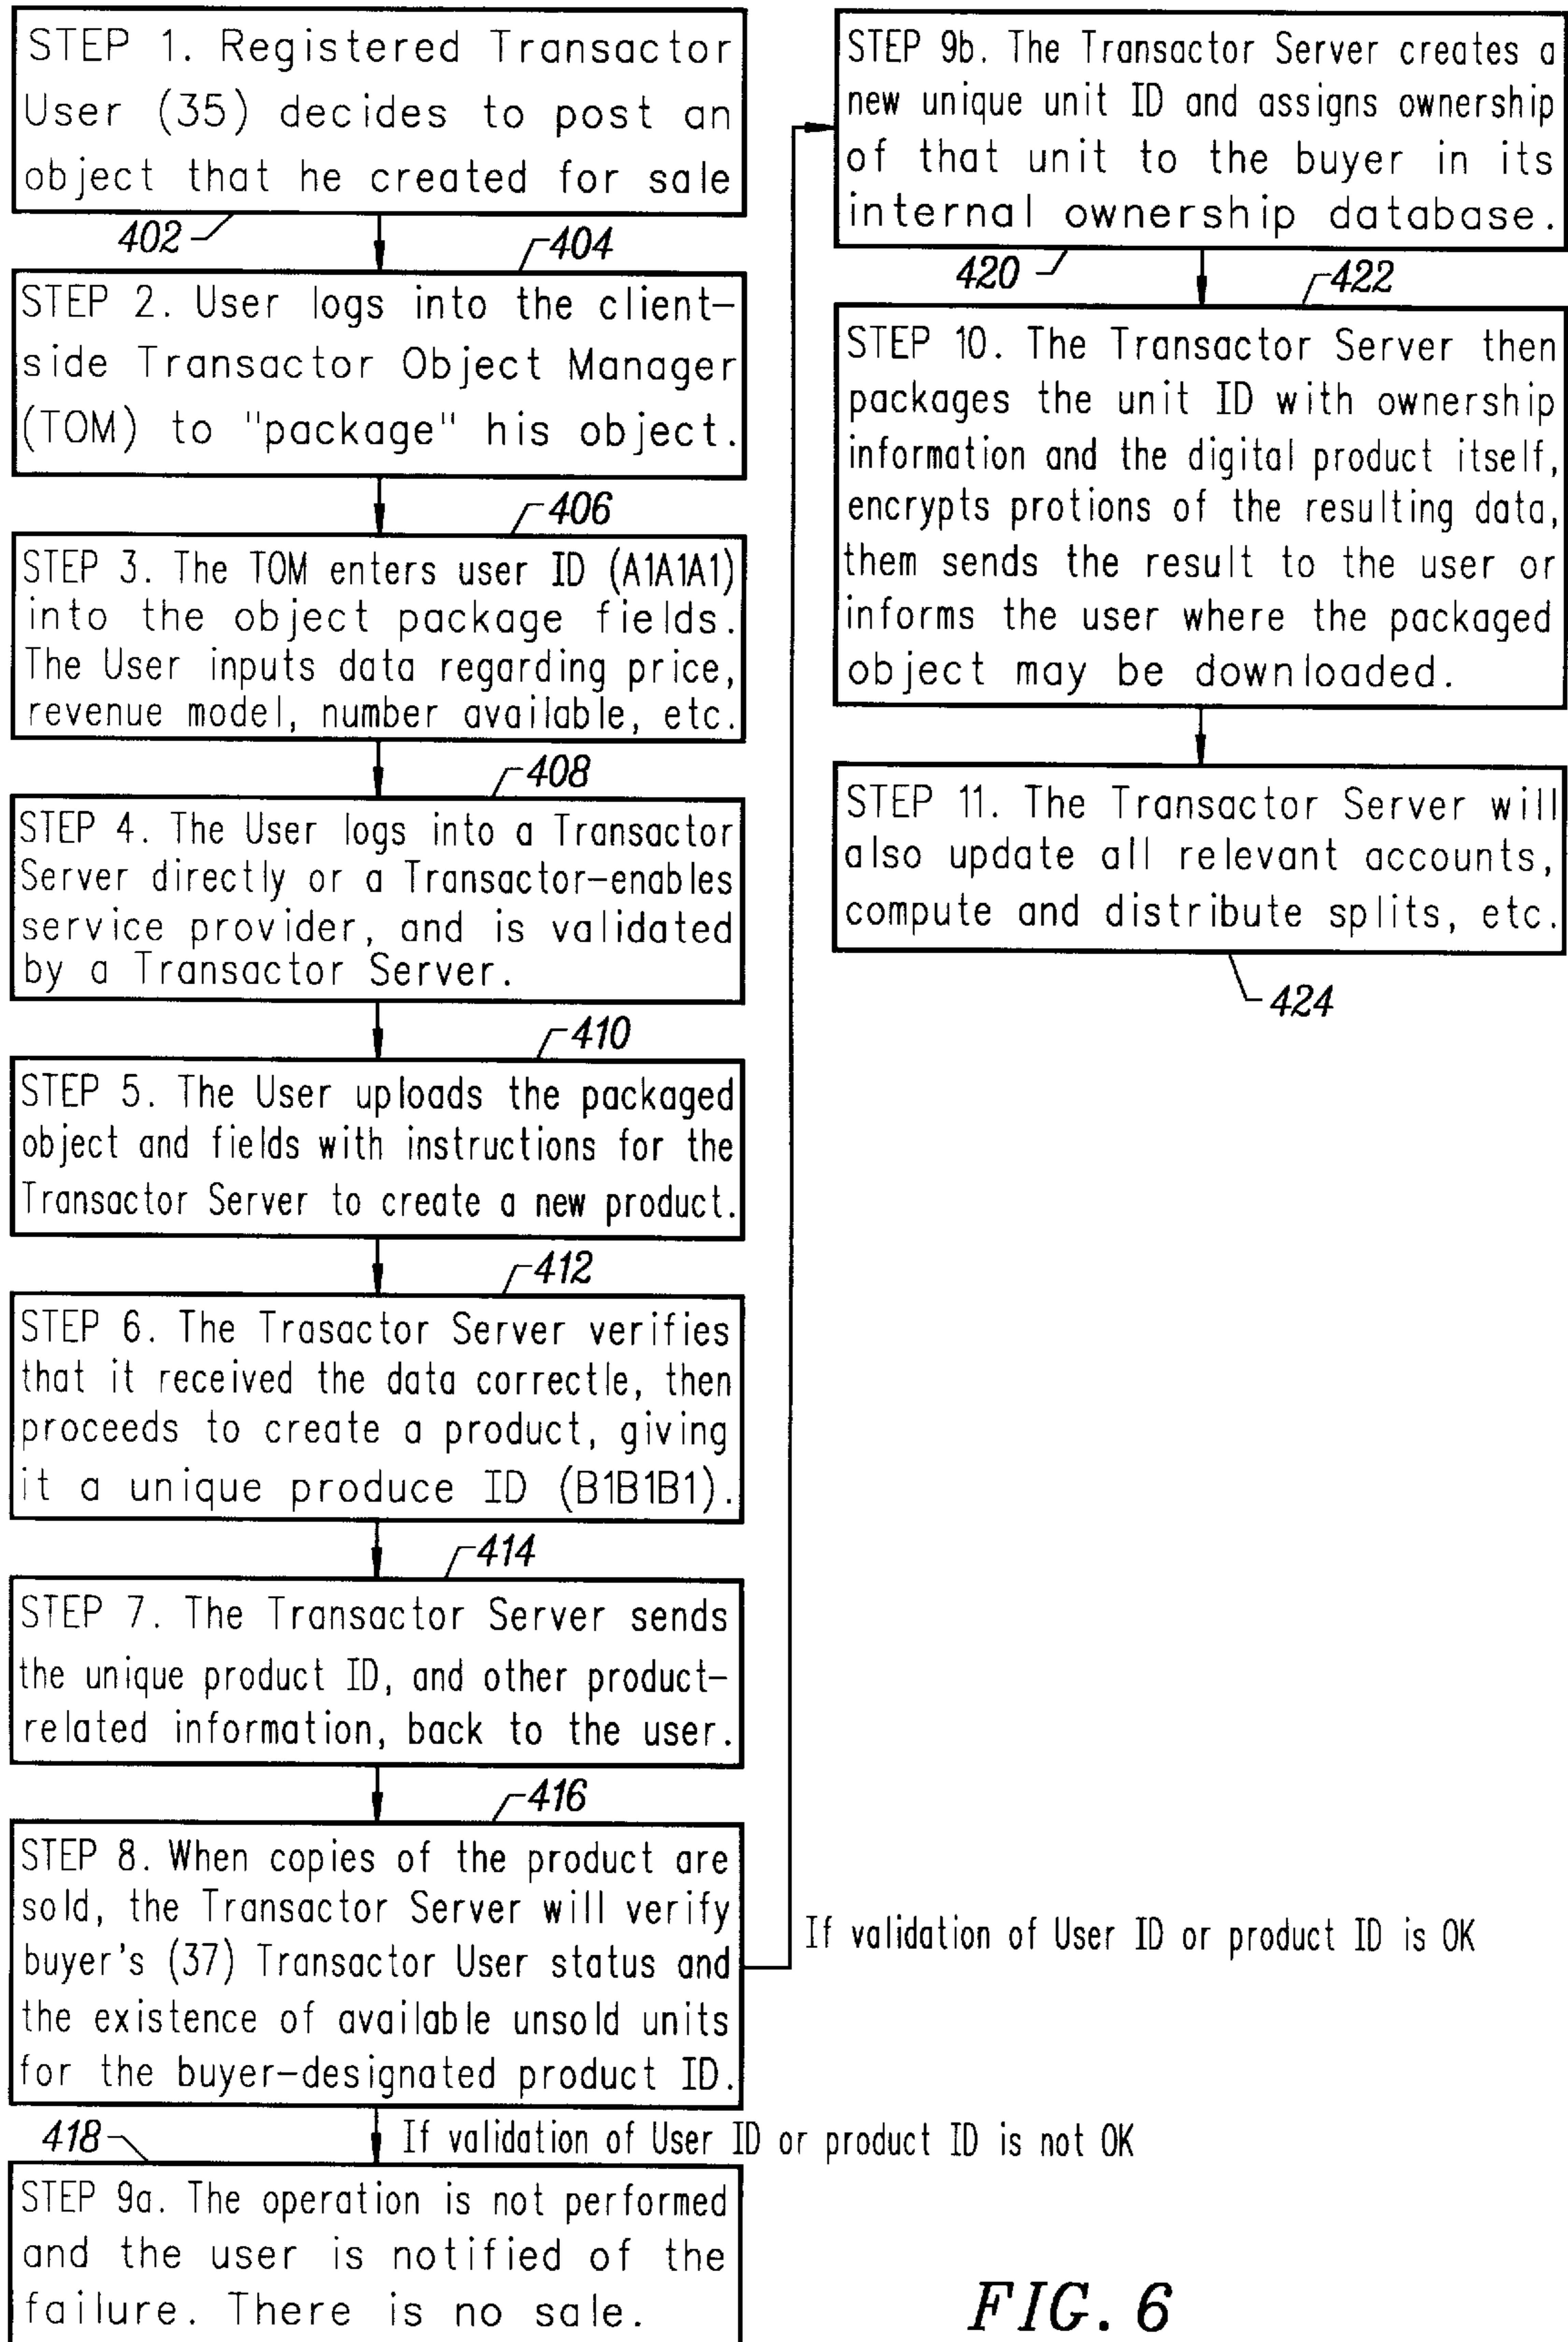 STEP 1. Registered Transactor
User (35) decides to post an
object that he created for sale
402
404
STEP 2. User logs into the client-
side Transactor Object Manager
(TOM) to "package" his object.
406
STEP 3. The TOM enters user ID (A1A1A1)
into the object package fields.
The User inputs data regarding price,
revenue model, number available, etc.
408
STEP 4. The User logs into a Transactor
Server directly or a Transactor-enables
service provider, and is validated
by a Transactor Server.
410
STEP 5. The User uploads the packaged
object and fields with instructions for the
Transactor Server to create a new product.
412
STEP 6. The Trasactor Server verifies
that it received the data correctle, then
proceeds to create a product, giving
it a unique produce ID (B1B1B1).
414
STEP 7. The Transactor Server sends
the unique product ID, and other product-
related information, back to the user.
416
STEP 8. When copies of the product are
sold, the Transactor Server will verify
buyer's (37) Transactor User status and
the existence of available unsold units
for the buyer-designated product ID.
If validation of User ID or product ID is OK
418
If validation of User ID or product ID is not OK
STEP 9a. The operation is not performed
and the user is notified of the
failure. There is no sale.
STEP 9b. The Transactor Server creates a
new unique unit ID and assigns ownership
of that unit to the buyer in its
internal ownership database.
420
422
STEP 10. The Transactor Server then
packages the unit ID with ownership
information and the digital product itself,
encrypts protions of the resulting data,
them sends the result to the user or
informs the user where the packaged
object may be downloaded.
STEP 11. The Transactor Server will
also update all relevant accounts,
compute and distribute splits, etc.
424
FIG. 6